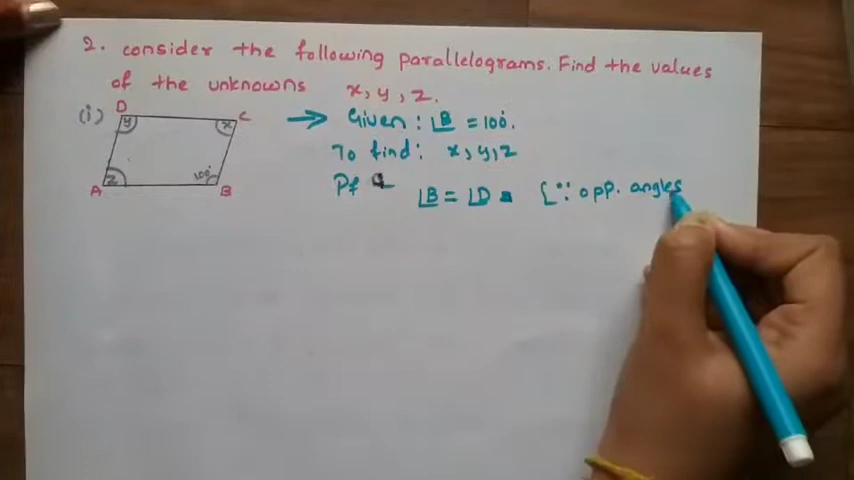 2. consider the following parallelograms. Find the values
of the unknowns x, y, z.
(i) D C
y x
z 100°
A B
→ Given : ∠B = 100°.
To find : x, y, z
Pf
∠B = ∠D [∵ opp. angles